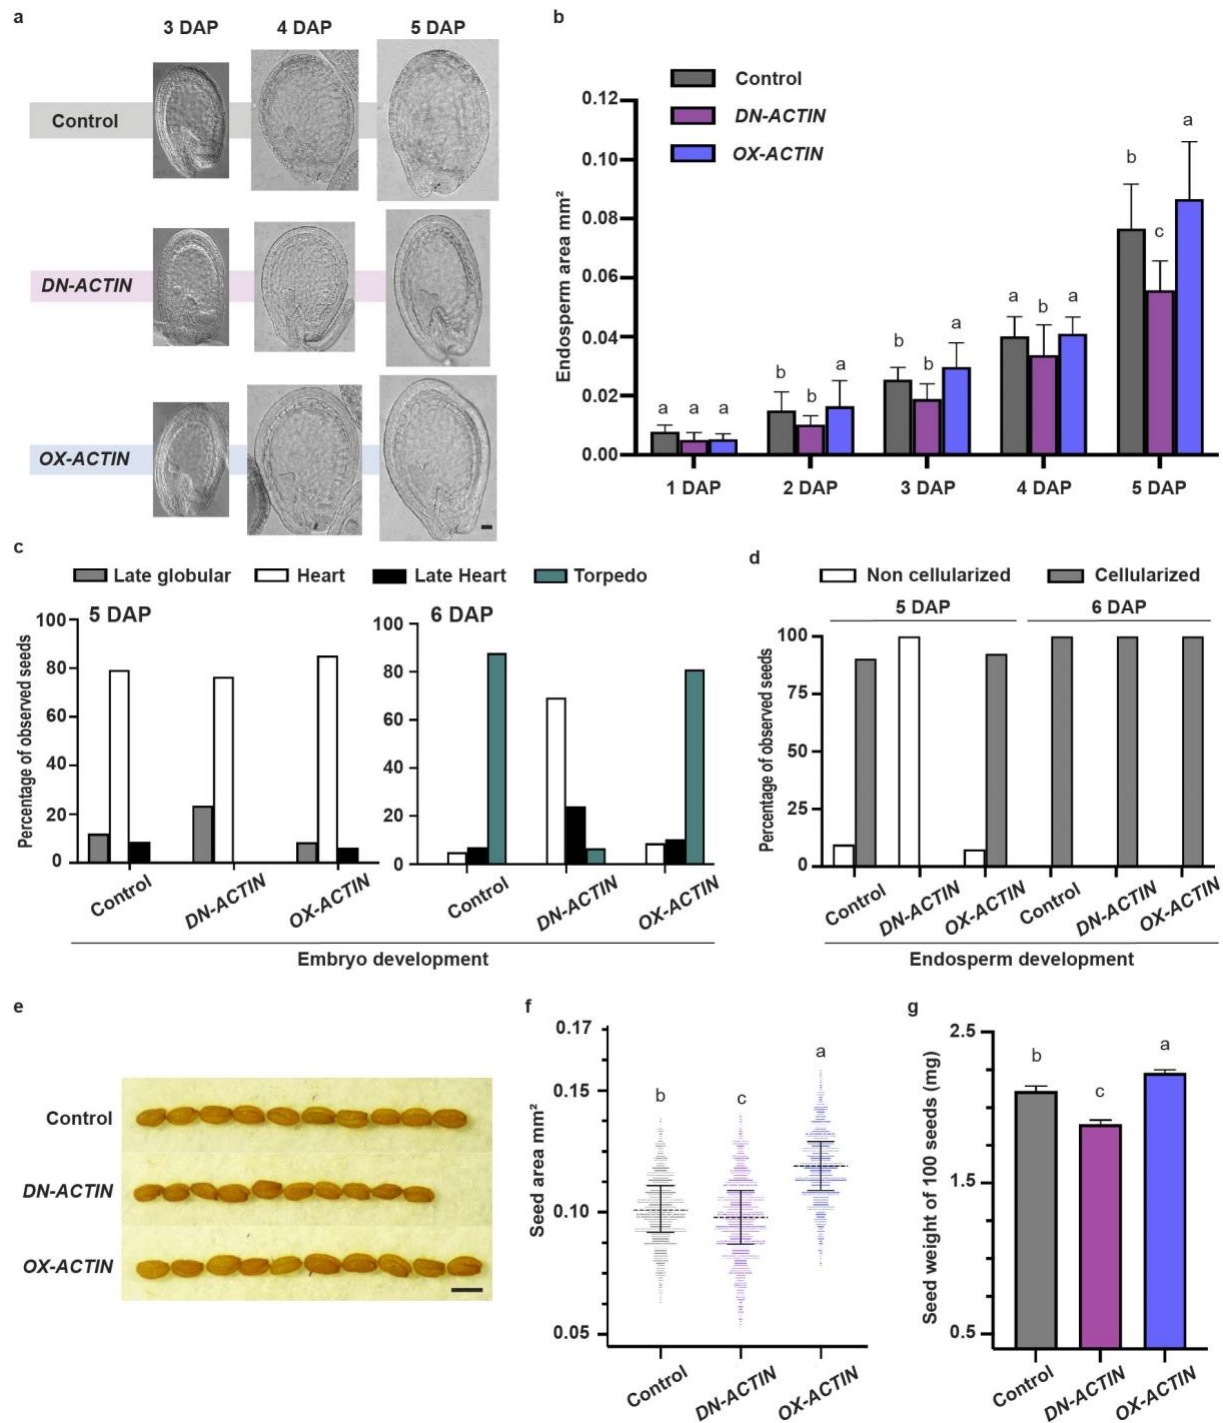 a
3 DAP 4 DAP 5 DAP
Control
DN-ACTIN
OX-ACTIN
b
Control
DN-ACTIN
OX-ACTIN
Endosperm area mm²
0.12
0.10
0.08
0.06
0.04
0.02
0.00
a a a
b b a
b b a
a b a
b c a
1 DAP 2 DAP 3 DAP 4 DAP 5 DAP
c
Late globular Heart Late Heart Torpedo
5 DAP
Percentage of observed seeds
100
80
60
40
20
0
Control DN-ACTIN OX-ACTIN
6 DAP
100
80
60
40
20
0
Control DN-ACTIN OX-ACTIN
Embryo development
d
Non cellularized Cellularized
5 DAP 6 DAP
Percentage of observed seeds
100
75
50
25
0
Control DN-ACTIN OX-ACTIN Control DN-ACTIN OX-ACTIN
Endosperm development
e
Control
DN-ACTIN
OX-ACTIN
f
Seed area mm²
0.17
0.15
0.10
0.05
b c a
Control DN-ACTIN OX-ACTIN
g
Seed weight of 100 seeds (mg)
2.5
1.5
0.5
b c a
Control DN-ACTIN OX-ACTIN